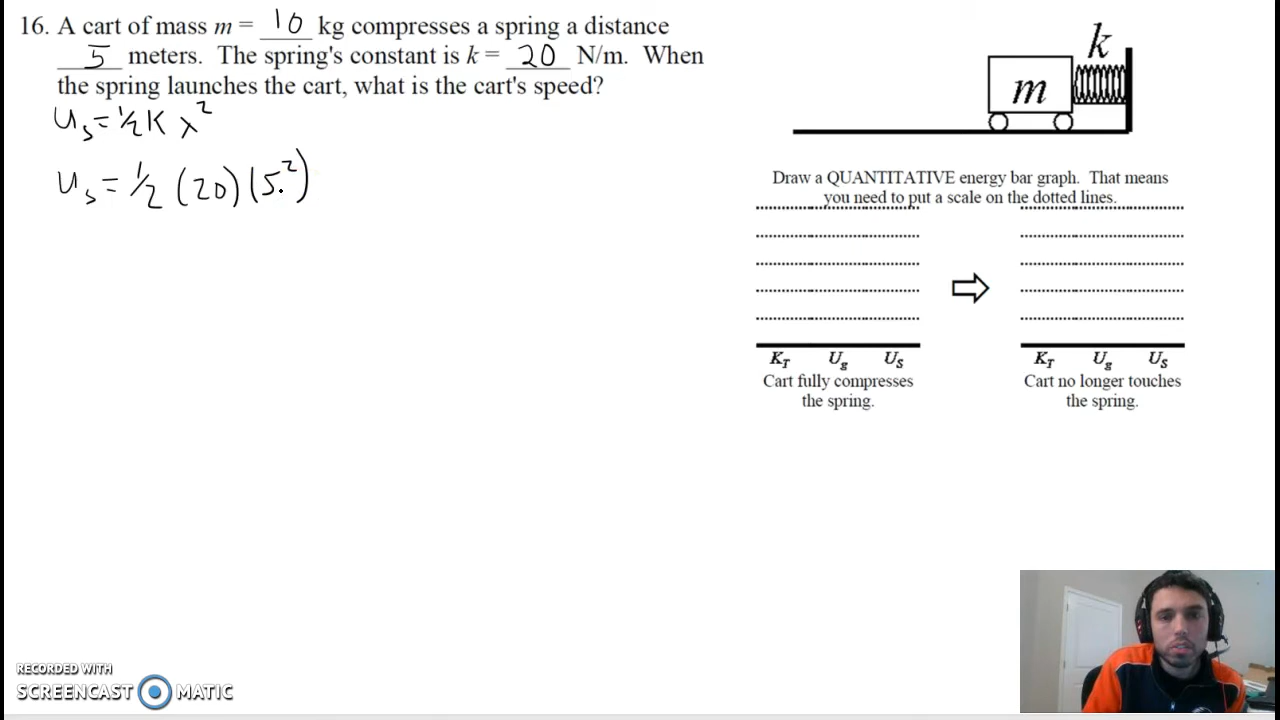 16. A cart of mass m = 10 kg compresses a spring a distance
5 meters. The spring's constant is k = 20 N/m. When
the spring launches the cart, what is the cart's speed?
Us = 1/2 K x²
Us = 1/2 (20) (5²)
k
m
Draw a QUANTITATIVE energy bar graph. That means
you need to put a scale on the dotted lines.
KT Ug US
KT Ug US
Cart fully compresses
the spring.
Cart no longer touches
the spring.
RECORDED WITH
SCREENCAST MATIC